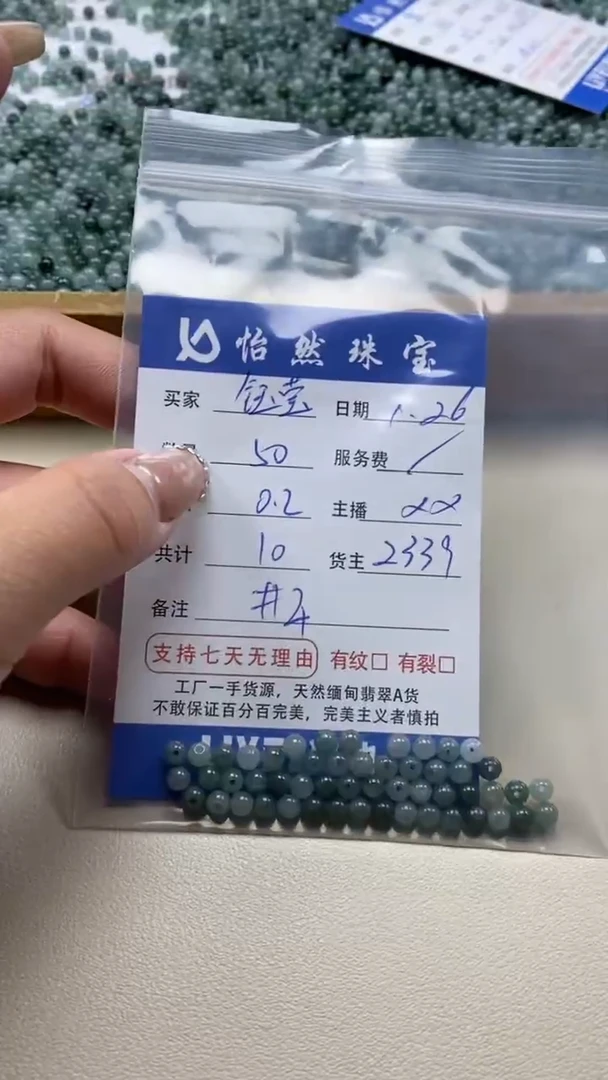 怡然珠宝
买家 钰莹 日期 1.26
50 服务费 /
0.2 主播
共计 10 货主 2339
备注 #4
支持七天无理由 有纹□ 有裂□
工厂一手货源，天然缅甸翡翠A货
不敢保证百分百完美，完美主义者慎拍